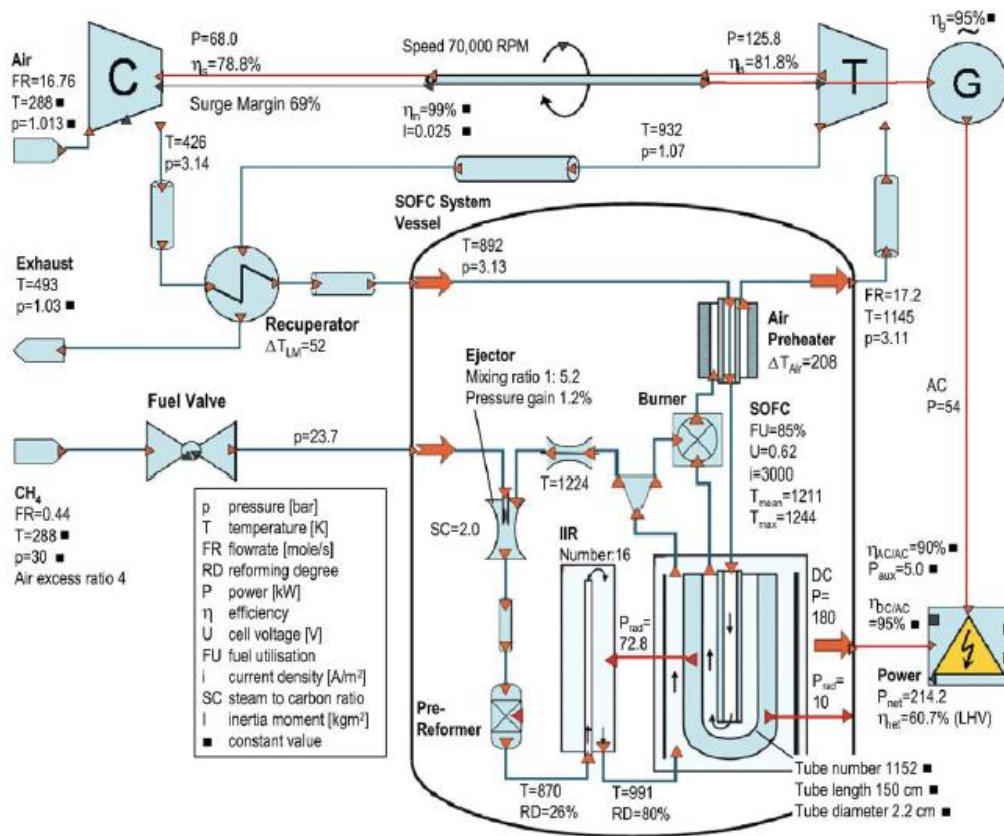 Air
FR=16.76
T=288 ■
p=1.013 ■
C
P=68.0
ηs=78.8%
Surge Margin 69%
Speed 70,000 RPM
ηm=99% ■
I=0.025 ■
P=125.8
ηs=81.8%
T
ηg=95% ■
~
G
T=426
p=3.14
T=932
p=1.07
SOFC System
Vessel
Exhaust
T=493
p=1.03 ■
Recuperator
ΔTLM=52
T=892
p=3.13
FR=17.2
T=1145
p=3.11
Air
Preheater
ΔTAir=208
Ejector
Mixing ratio 1: 5.2
Pressure gain 1.2%
Burner
Fuel Valve
p=23.7
CH4
FR=0.44
T=288 ■
p=30 ■
Air excess ratio 4
T=1224
SOFC
FU=85%
U=0.62
i=3000
Tmean=1211
Tmax=1244
AC
P=54
SC=2.0
IIR
Number:16
p pressure [bar]
T temperature [K]
FR flowrate [mole/s]
RD reforming degree
P power [kW]
η efficiency
U cell voltage [V]
FU fuel utilisation
i current density [A/m²]
SC steam to carbon ratio
I inertia moment [kgm²]
■ constant value
Prad=
72.8
DC
P=
180
ηAC/AC=90% ■
Paux=5.0 ■
ηDC/AC
=95% ■
Prad=
10
Power
Pnet=214.2
ηnet=60.7% (LHV)
Pre-
Reformer
T=870
RD=26%
T=991
RD=80%
Tube number 1152 ■
Tube length 150 cm ■
Tube diameter 2.2 cm ■